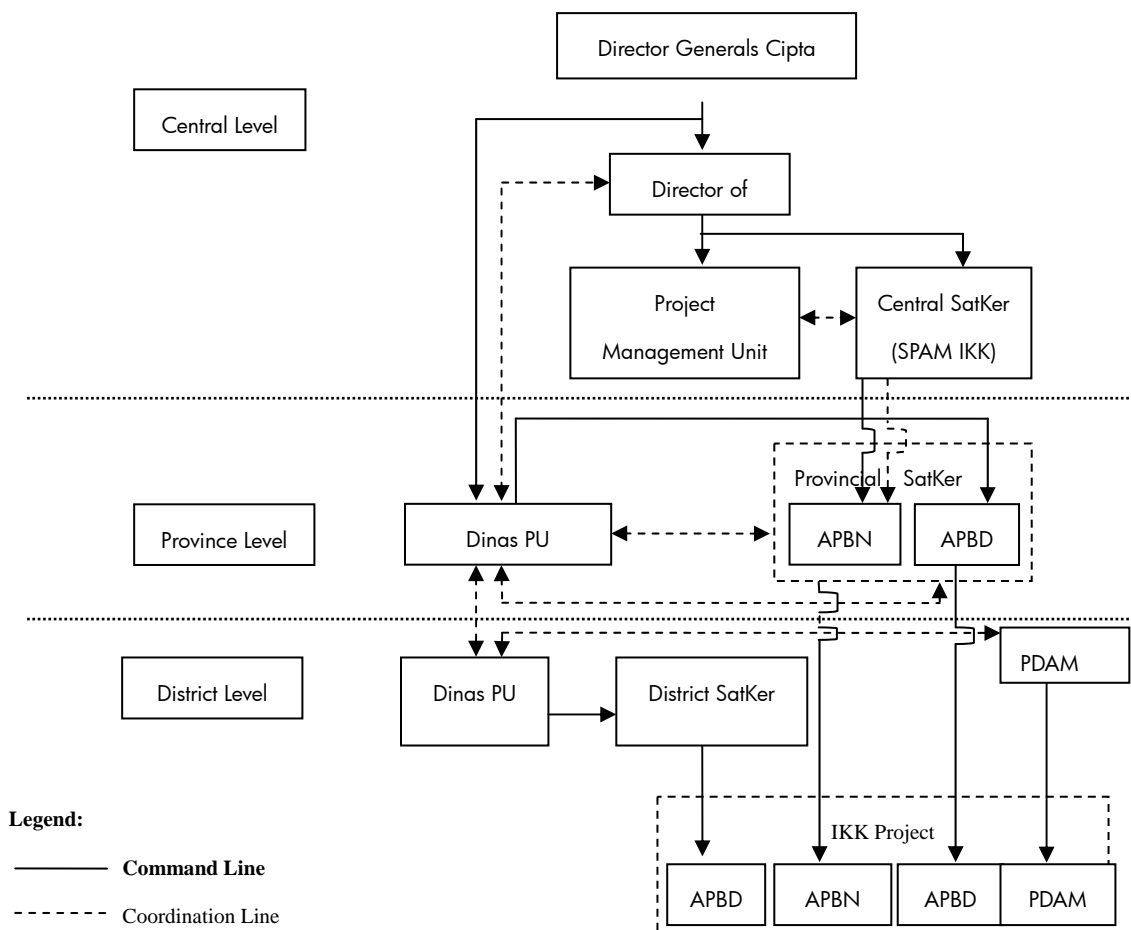 Director Generals Cipta
Central Level
Director of
Project
Management Unit
Central SatKer
(SPAM IKK)
Provincial SatKer
Province Level
Dinas PU
APBN
APBD
District Level
Dinas PU
District SatKer
PDAM
Legend:
Command Line
Coordination Line
IKK Project
APBD
APBN
APBD
PDAM